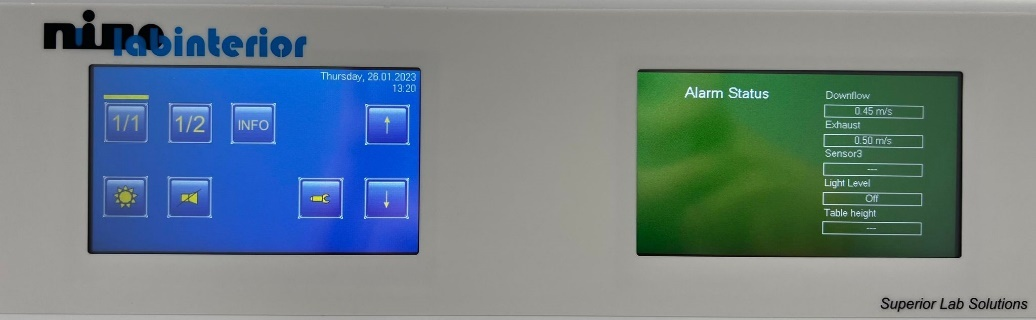 nino
labinterior
Thursday, 26.01.2023
13:20
1/1 1/2 INFO
Alarm Status
Downflow
0.45 m/s
Exhaust
0.50 m/s
Sensor3
---
Light Level
Off
Table height
---
Superior Lab Solutions